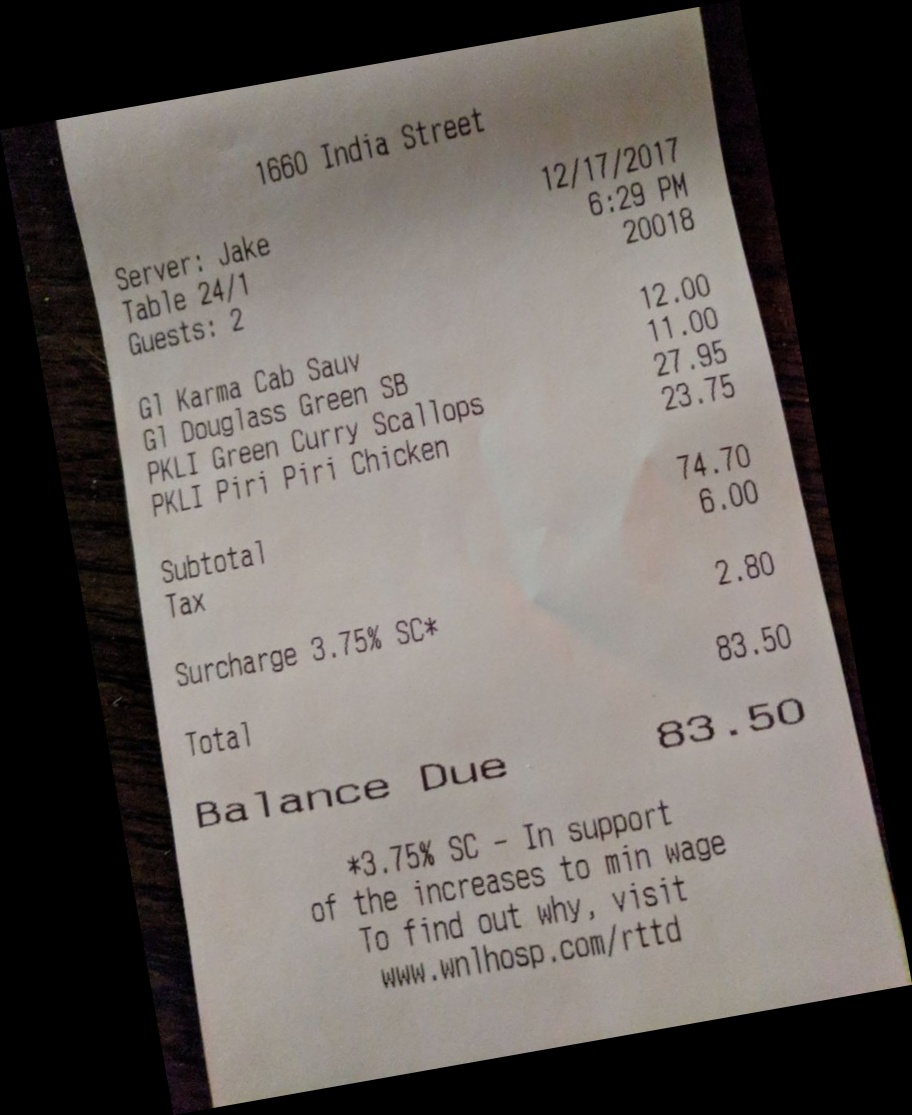 1660 India Street
12/17/2017
Server: Jake 6:29 PM
Table 24/1 20018
Guests: 2
Gl Karma Cab Sauv 12.00
Gl Douglass Green SB 11.00
PKLI Green Curry Scallops 27.95
PKLI Piri Piri Chicken 23.75
Subtotal 74.70
Tax 6.00
Surcharge 3.75% SC* 2.80
Total 83.50
Balance Due 83.50
*3.75% SC - In support
of the increases to min wage
To find out why, visit
www.wnlhosp.com/rttd